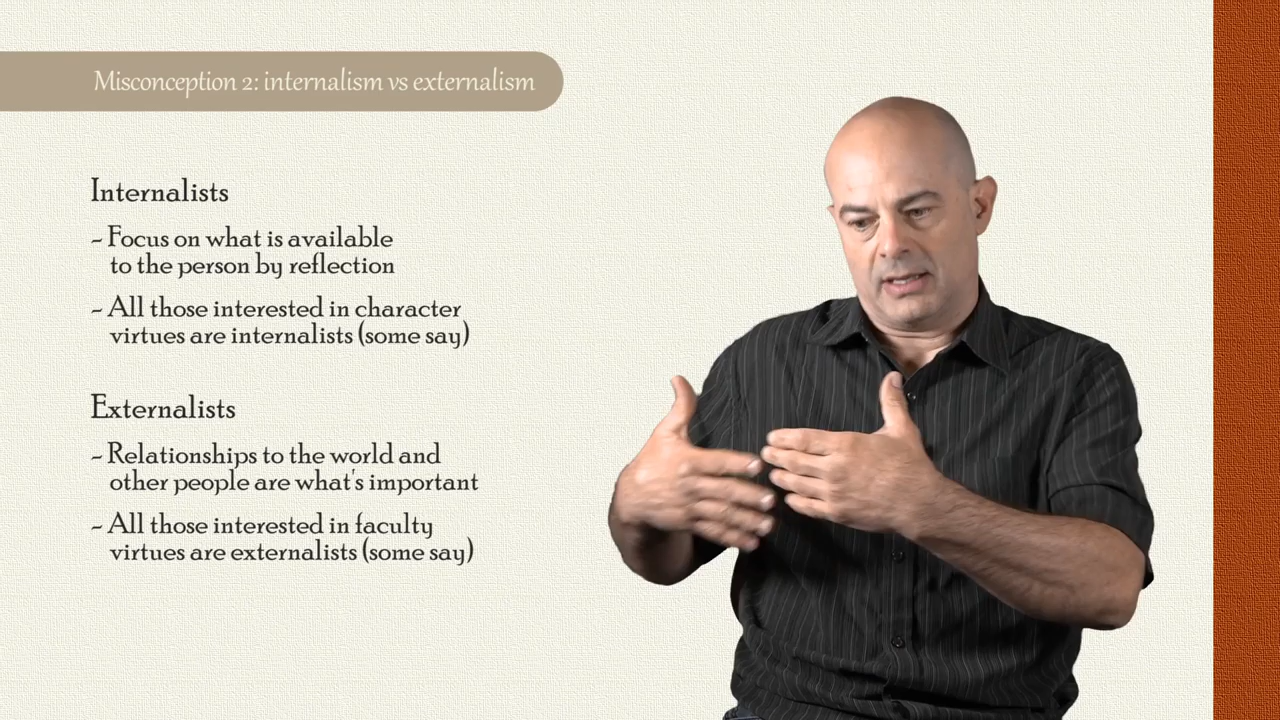 Misconception 2: internalism vs externalism
Internalists
- Focus on what is available
to the person by reflection
- All those interested in character
virtues are internalists (some say)
Externalists
- Relationships to the world and
other people are what's important
- All those interested in faculty
virtues are externalists (some say)